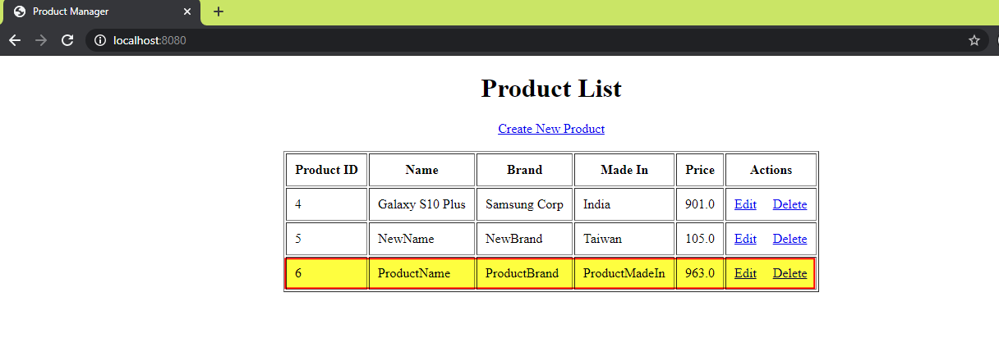 Product Manager
localhost:8080
Product List
Create New Product
Product ID Name Brand Made In Price Actions
4 Galaxy S10 Plus Samsung Corp India 901.0 Edit Delete
5 NewName NewBrand Taiwan 105.0 Edit Delete
6 ProductName ProductBrand ProductMadeIn 963.0 Edit Delete